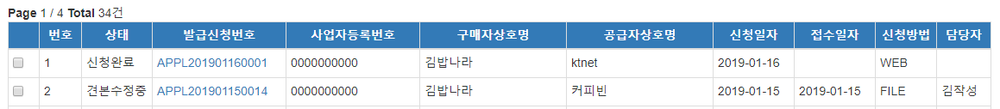 Page 1 / 4 Total 34건
번호 상태 발급신청번호 사업자등록번호 구매자상호명 공급자상호명 신청일자 접수일자 신청방법 담당자
1 신청완료 APPL201901160001 0000000000 김밥나라 ktnet 2019-01-16 WEB
2 견본수정중 APPL201901150014 0000000000 김밥나라 커피빈 2019-01-15 2019-01-15 FILE 김작성